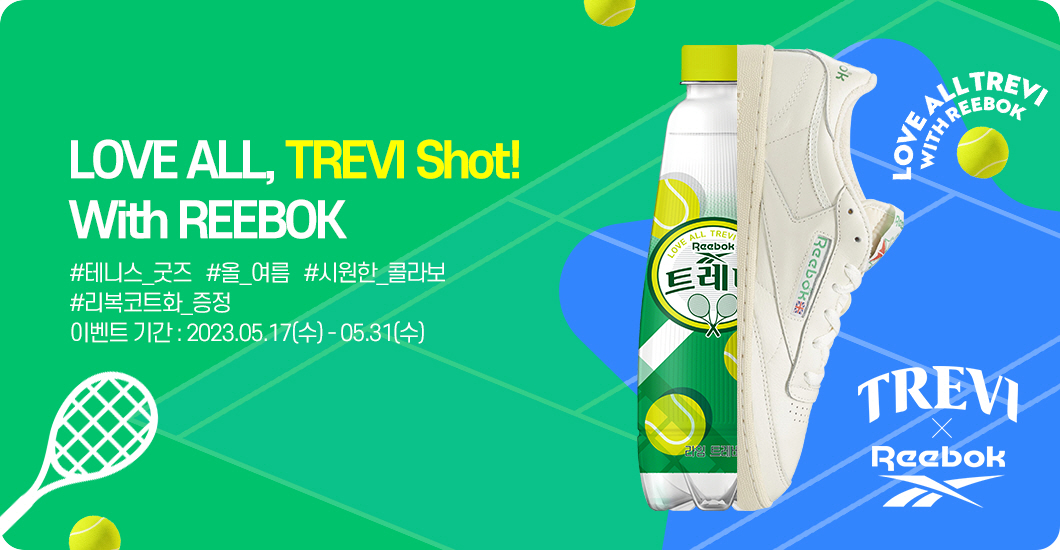 LOVE ALL, TREVI Shot!
With REEBOK
#테니스_굿즈 #올_여름 #시원한_콜라보
#리복코트화_증정
이벤트 기간 : 2023.05.17(수) - 05.31(수)
LOVE ALL TREVI
Reebok
트레
라임
Reebok
LOVE ALL TREVI
WITH REEBOK
TREVI
×
Reebok